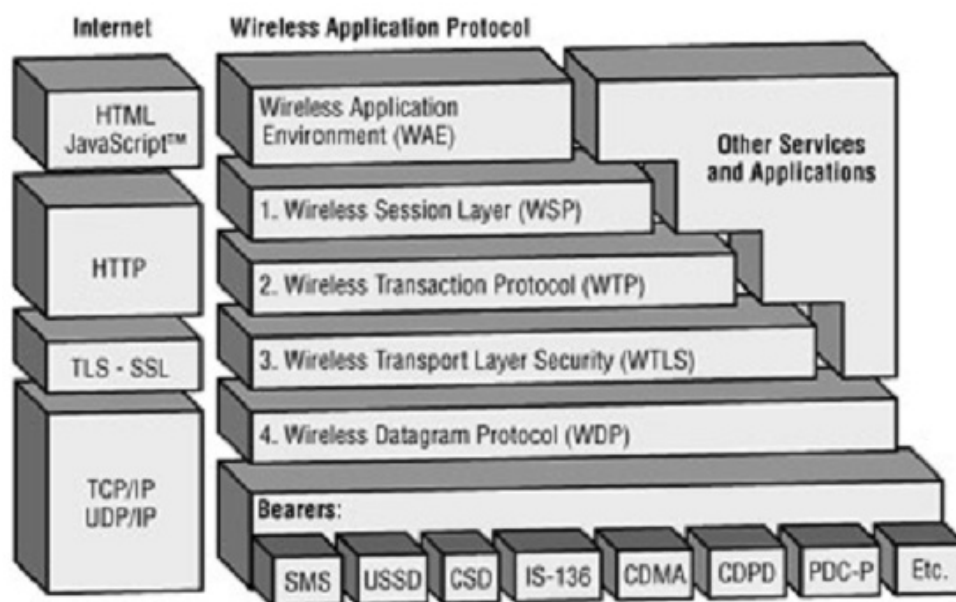 Internet
Wireless Application Protocol
HTML
JavaScript™
HTTP
TLS - SSL
TCP/IP
UDP/IP
Wireless Application
Environment (WAE)
1. Wireless Session Layer (WSP)
2. Wireless Transaction Protocol (WTP)
3. Wireless Transport Layer Security (WTLS)
4. Wireless Datagram Protocol (WDP)
Other Services
and Applications
Bearers:
SMS
USSD
CSD
IS-136
CDMA
CDPD
PDC-P
Etc.